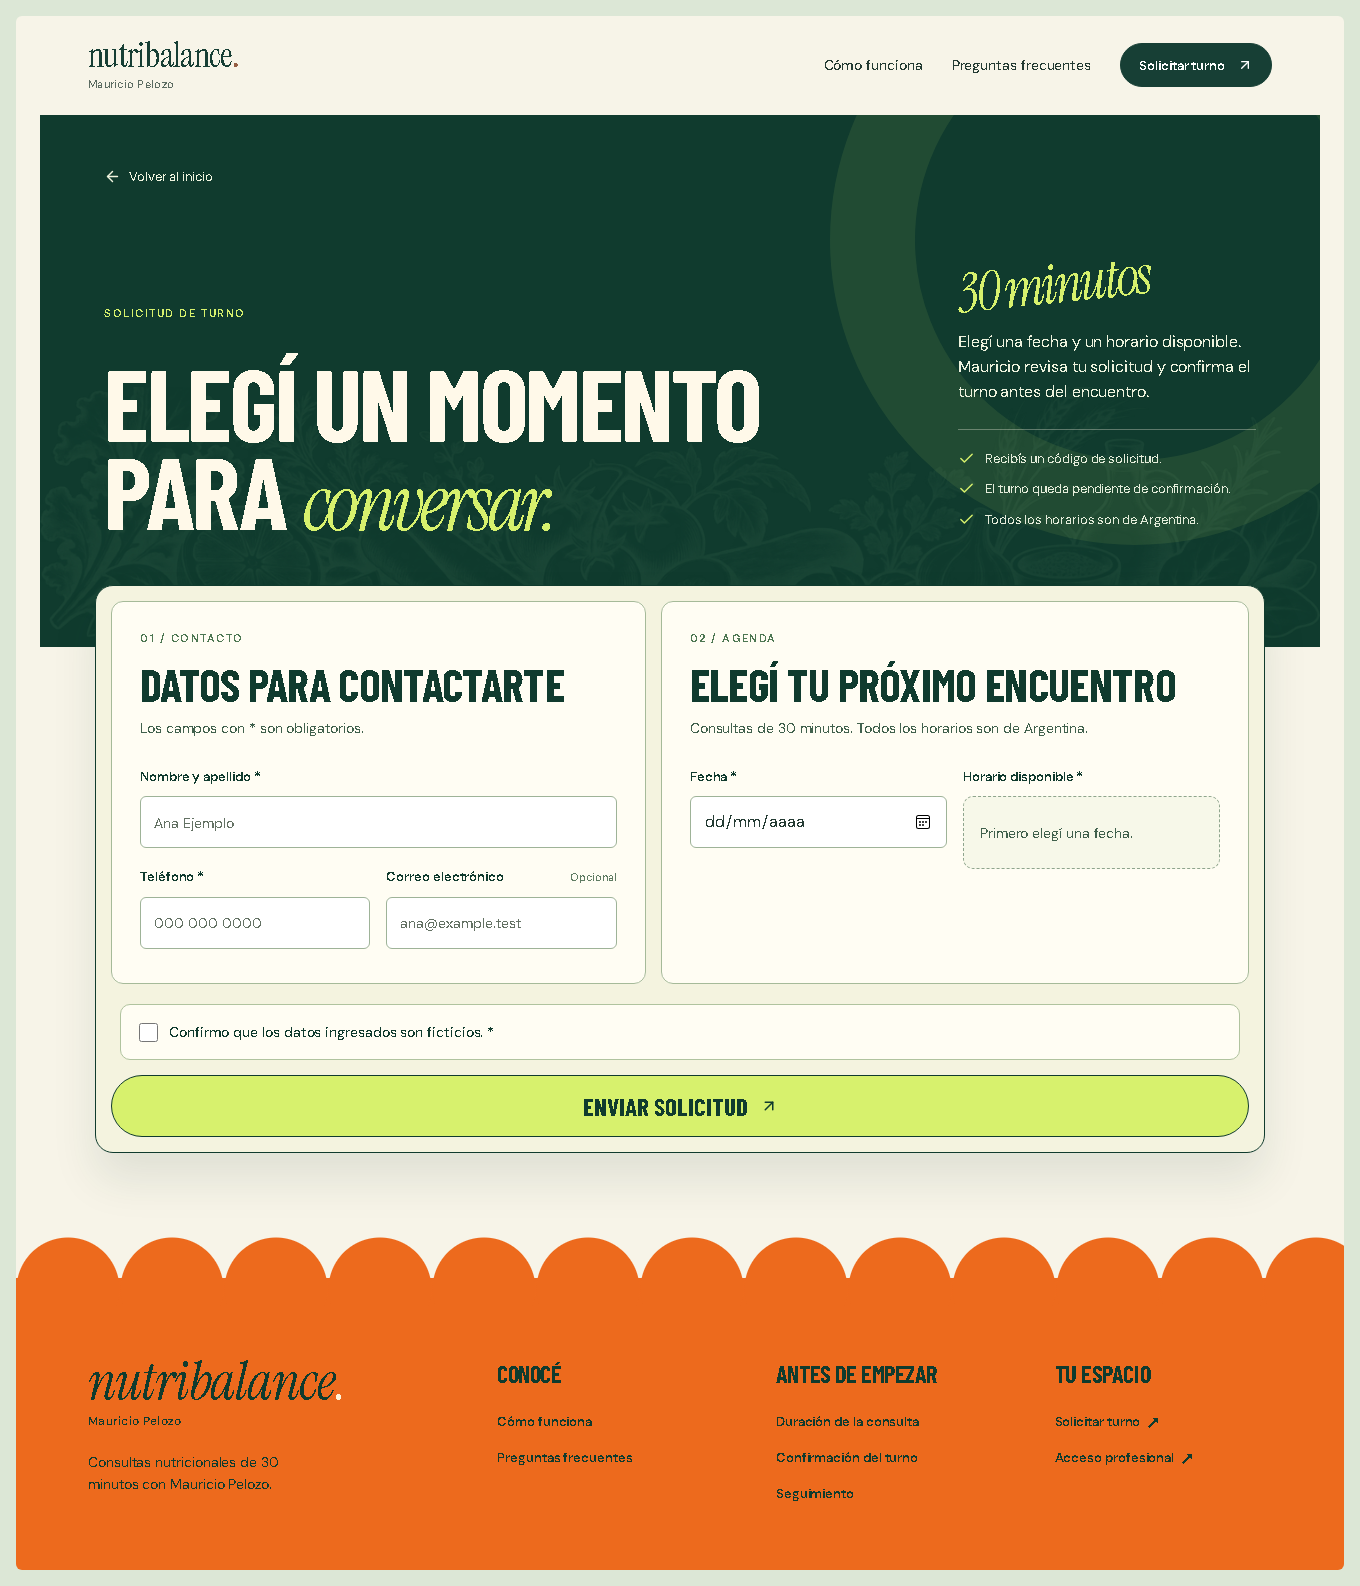 nutribalance.
Mauricio Pelozo
Cómo funciona
Preguntas frecuentes
Solicitar turno
Volver al inicio
SOLICITUD DE TURNO
ELEGÍ UN MOMENTO
PARA conversar.
30 minutos
Elegí una fecha y un horario disponible.
Mauricio revisa tu solicitud y confirma el
turno antes del encuentro.
Recibís un código de solicitud.
El turno queda pendiente de confirmación.
Todos los horarios son de Argentina.
01 / CONTACTO
DATOS PARA CONTACTARTE
Los campos con * son obligatorios.
Nombre y apellido *
Ana Ejemplo
Teléfono *
000 000 0000
Correo electrónico
Opcional
ana@example.test
02 / AGENDA
ELEGÍ TU PRÓXIMO ENCUENTRO
Consultas de 30 minutos. Todos los horarios son de Argentina.
Fecha *
dd/mm/aaaa
Horario disponible *
Primero elegí una fecha.
Confirmo que los datos ingresados son ficticios. *
ENVIAR SOLICITUD
nutribalance.
Mauricio Pelozo
Consultas nutricionales de 30
minutos con Mauricio Pelozo.
CONOCÉ
Cómo funciona
Preguntas frecuentes
ANTES DE EMPEZAR
Duración de la consulta
Confirmación del turno
Seguimiento
TU ESPACIO
Solicitar turno
Acceso profesional